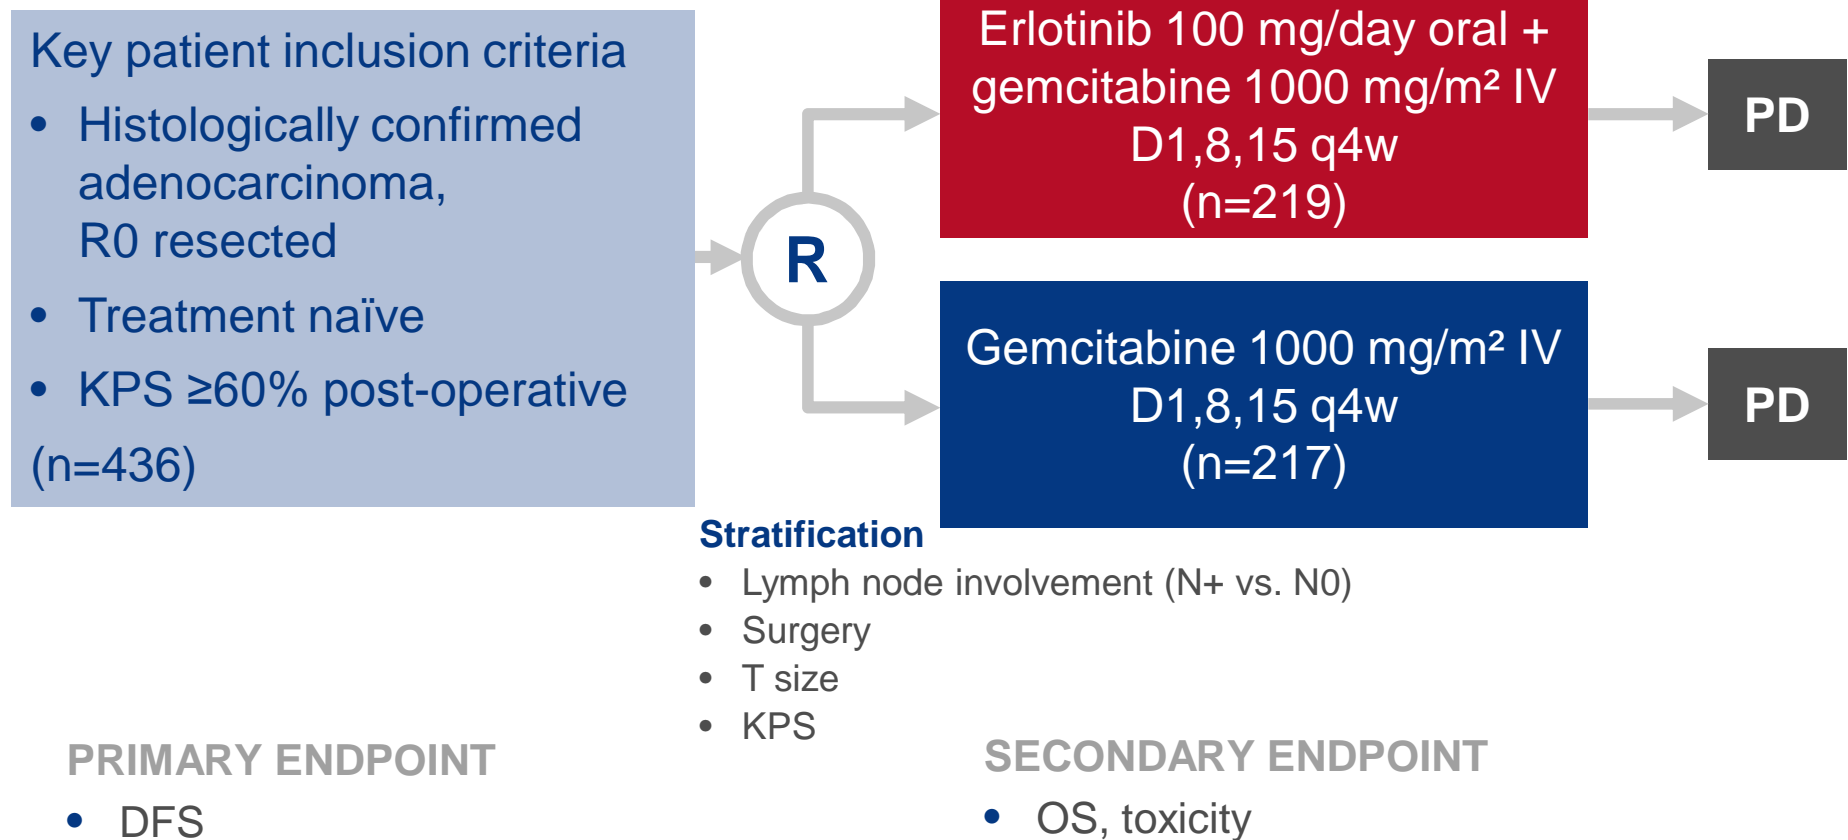 Key patient inclusion criteria
• Histologically confirmed
adenocarcinoma,
R0 resected
• Treatment naïve
• KPS ≥60% post-operative
(n=436)
R
Erlotinib 100 mg/day oral +
gemcitabine 1000 mg/m² IV
D1,8,15 q4w
(n=219)
PD
Gemcitabine 1000 mg/m² IV
D1,8,15 q4w
(n=217)
PD
Stratification
• Lymph node involvement (N+ vs. N0)
• Surgery
• T size
• KPS
PRIMARY ENDPOINT
• DFS
SECONDARY ENDPOINT
• OS, toxicity